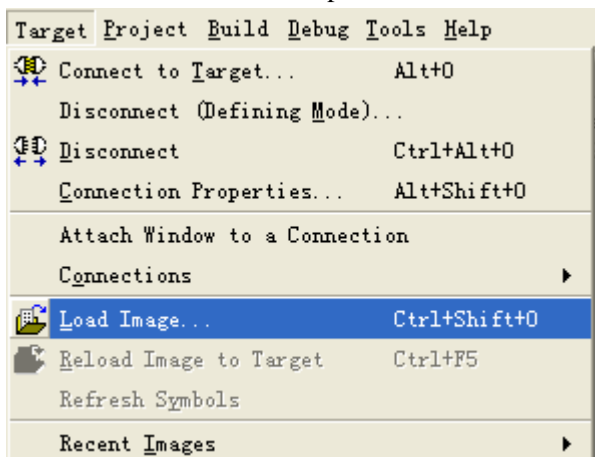 Target Project Build Debug Tools Help
Connect to Target... Alt+O
Disconnect (Defining Mode)...
Disconnect Ctrl+Alt+O
Connection Properties... Alt+Shift+O
Attach Window to a Connection
Connections
Load Image... Ctrl+Shift+O
Reload Image to Target Ctrl+F5
Refresh Symbols
Recent Images